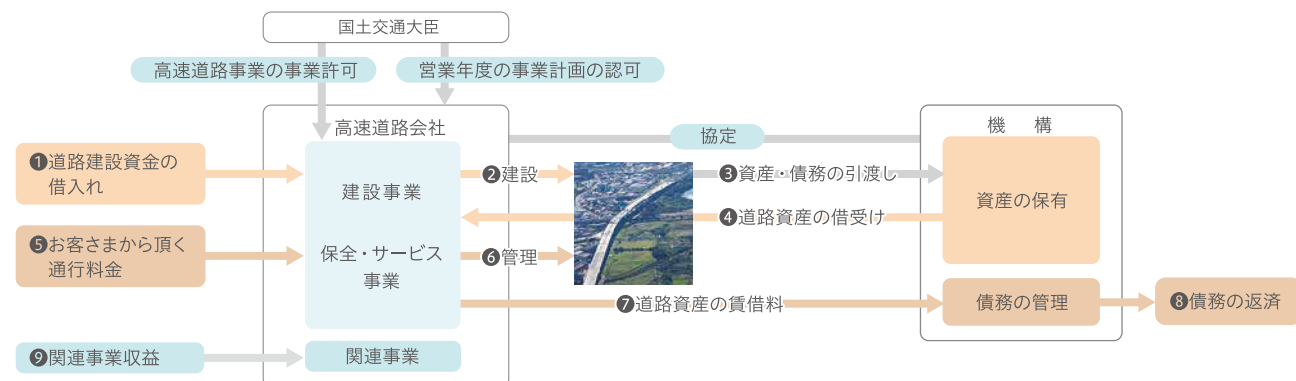 国土交通大臣
高速道路事業の事業許可
営業年度の事業計画の認可
高速道路会社
協定
機 構
❶道路建設資金の
借入れ
建設事業
❷建設
❸資産・債務の引渡し
資産の保有
❹道路資産の借受け
❺お客さまから頂く
通行料金
保全・サービス
事業
❻管理
❼道路資産の賃借料
債務の管理
❽債務の返済
❾関連事業収益
関連事業